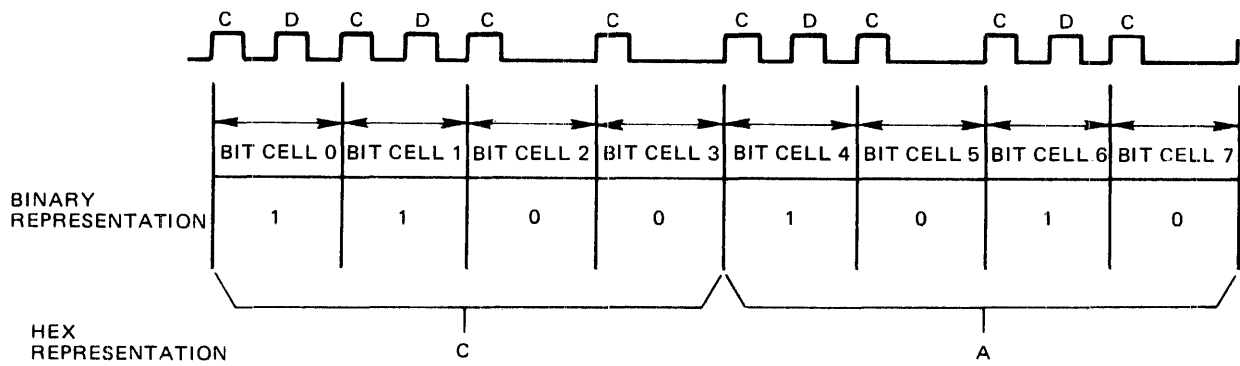 C D C D C C C D C C D C
BIT CELL 0 BIT CELL 1 BIT CELL 2 BIT CELL 3 BIT CELL 4 BIT CELL 5 BIT CELL 6 BIT CELL 7
BINARY
REPRESENTATION 1 1 0 0 1 0 1 0
HEX
REPRESENTATION C A